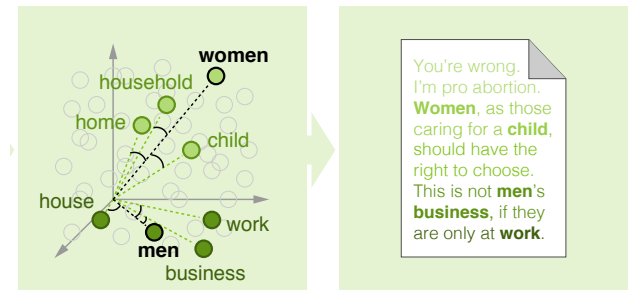 women
household
home
child
house
work
men
business
You're wrong.
I'm pro abortion.
Women, as those
caring for a child,
should have the
right to choose.
This is not men's
business, if they
are only at work.